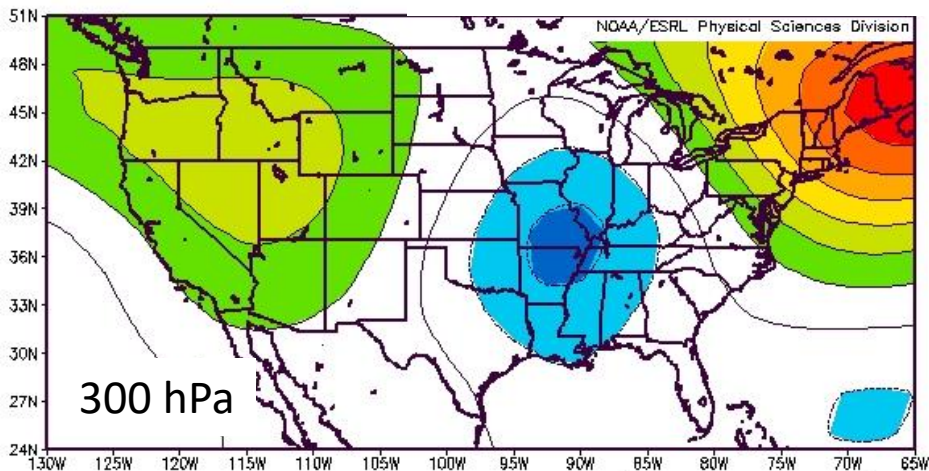 51N
NOAA/ESRL Physical Sciences Division
48N
45N
42N
39N
36N
33N
30N
300 hPa
27N
24N
130W 125W 120W 115W 110W 105W 100W 95W 90W 85W 80W 75W 70W 65W